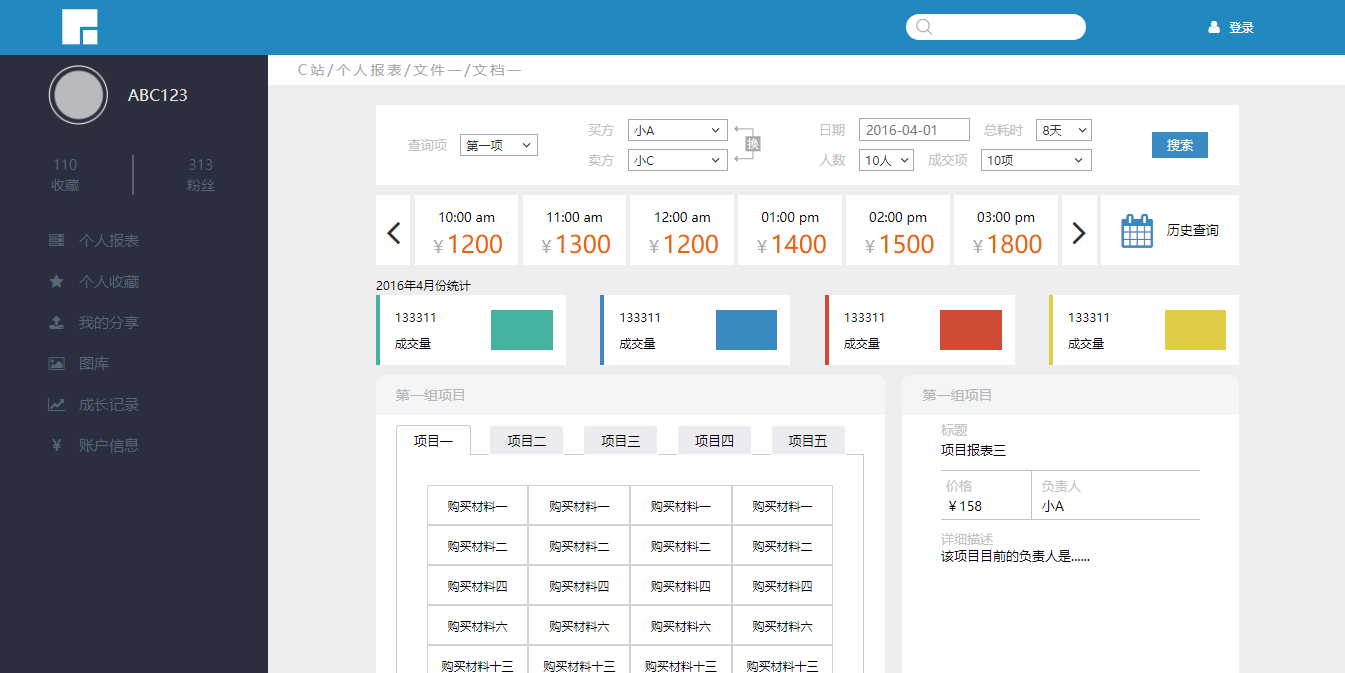 登录
ABC123
110 313
收藏 粉丝
个人报表
个人收藏
我的分享
图库
成长记录
¥ 账户信息
C站/个人报表/文件一/文档一
查询项 第一项
买方 小A
卖方 小C
换
日期 2016-04-01 总耗时 8天
人数 10人 成交项 10项
搜索
10:00 am 11:00 am 12:00 am 01:00 pm 02:00 pm 03:00 pm
¥1200 ¥1300 ¥1200 ¥1400 ¥1500 ¥1800
历史查询
2016年4月份统计
133311 133311 133311 133311
成交量 成交量 成交量 成交量
第一组项目
项目一 项目二 项目三 项目四 项目五
购买材料一 购买材料一 购买材料一 购买材料一
购买材料二 购买材料二 购买材料二 购买材料二
购买材料四 购买材料四 购买材料四 购买材料四
购买材料六 购买材料六 购买材料六 购买材料六
购买材料十三 购买材料十三 购买材料十三 购买材料十三
第一组项目
标题
项目报表三
价格 负责人
¥158 小A
详细描述
该项目目前的负责人是......